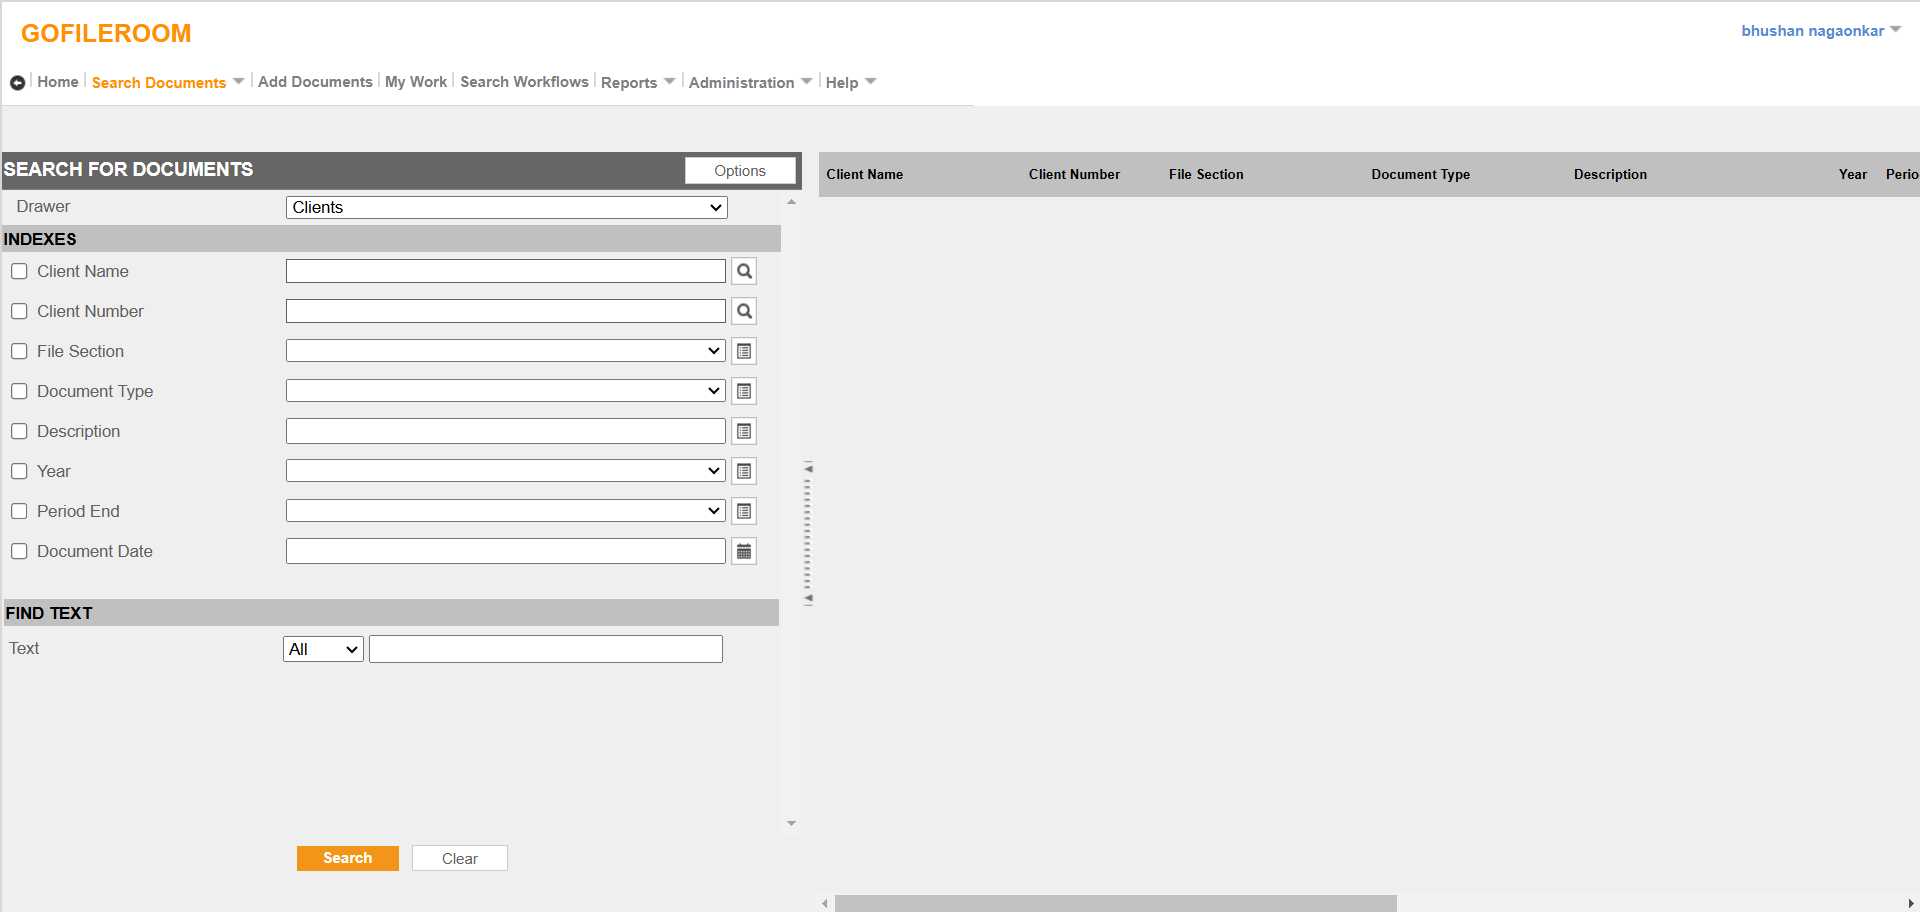 GOFILEROOM
bhushan nagaonkar
Home Search Documents Add Documents My Work Search Workflows Reports Administration Help
SEARCH FOR DOCUMENTS Options
Client Name Client Number File Section Document Type Description Year Perio
Drawer Clients
INDEXES
Client Name
Client Number
File Section
Document Type
Description
Year
Period End
Document Date
FIND TEXT
Text All
Search Clear